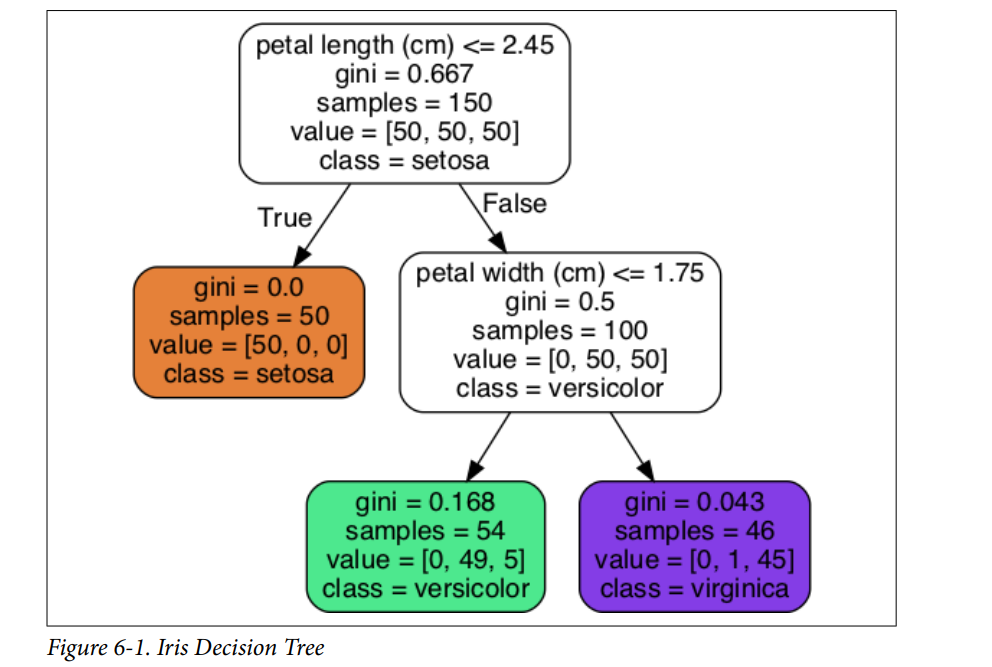 petal length (cm) <= 2.45
gini = 0.667
samples = 150
value = [50, 50, 50]
class = setosa
True
False
gini = 0.0
samples = 50
value = [50, 0, 0]
class = setosa
petal width (cm) <= 1.75
gini = 0.5
samples = 100
value = [0, 50, 50]
class = versicolor
gini = 0.168
samples = 54
value = [0, 49, 5]
class = versicolor
gini = 0.043
samples = 46
value = [0, 1, 45]
class = virginica
Figure 6-1. Iris Decision Tree